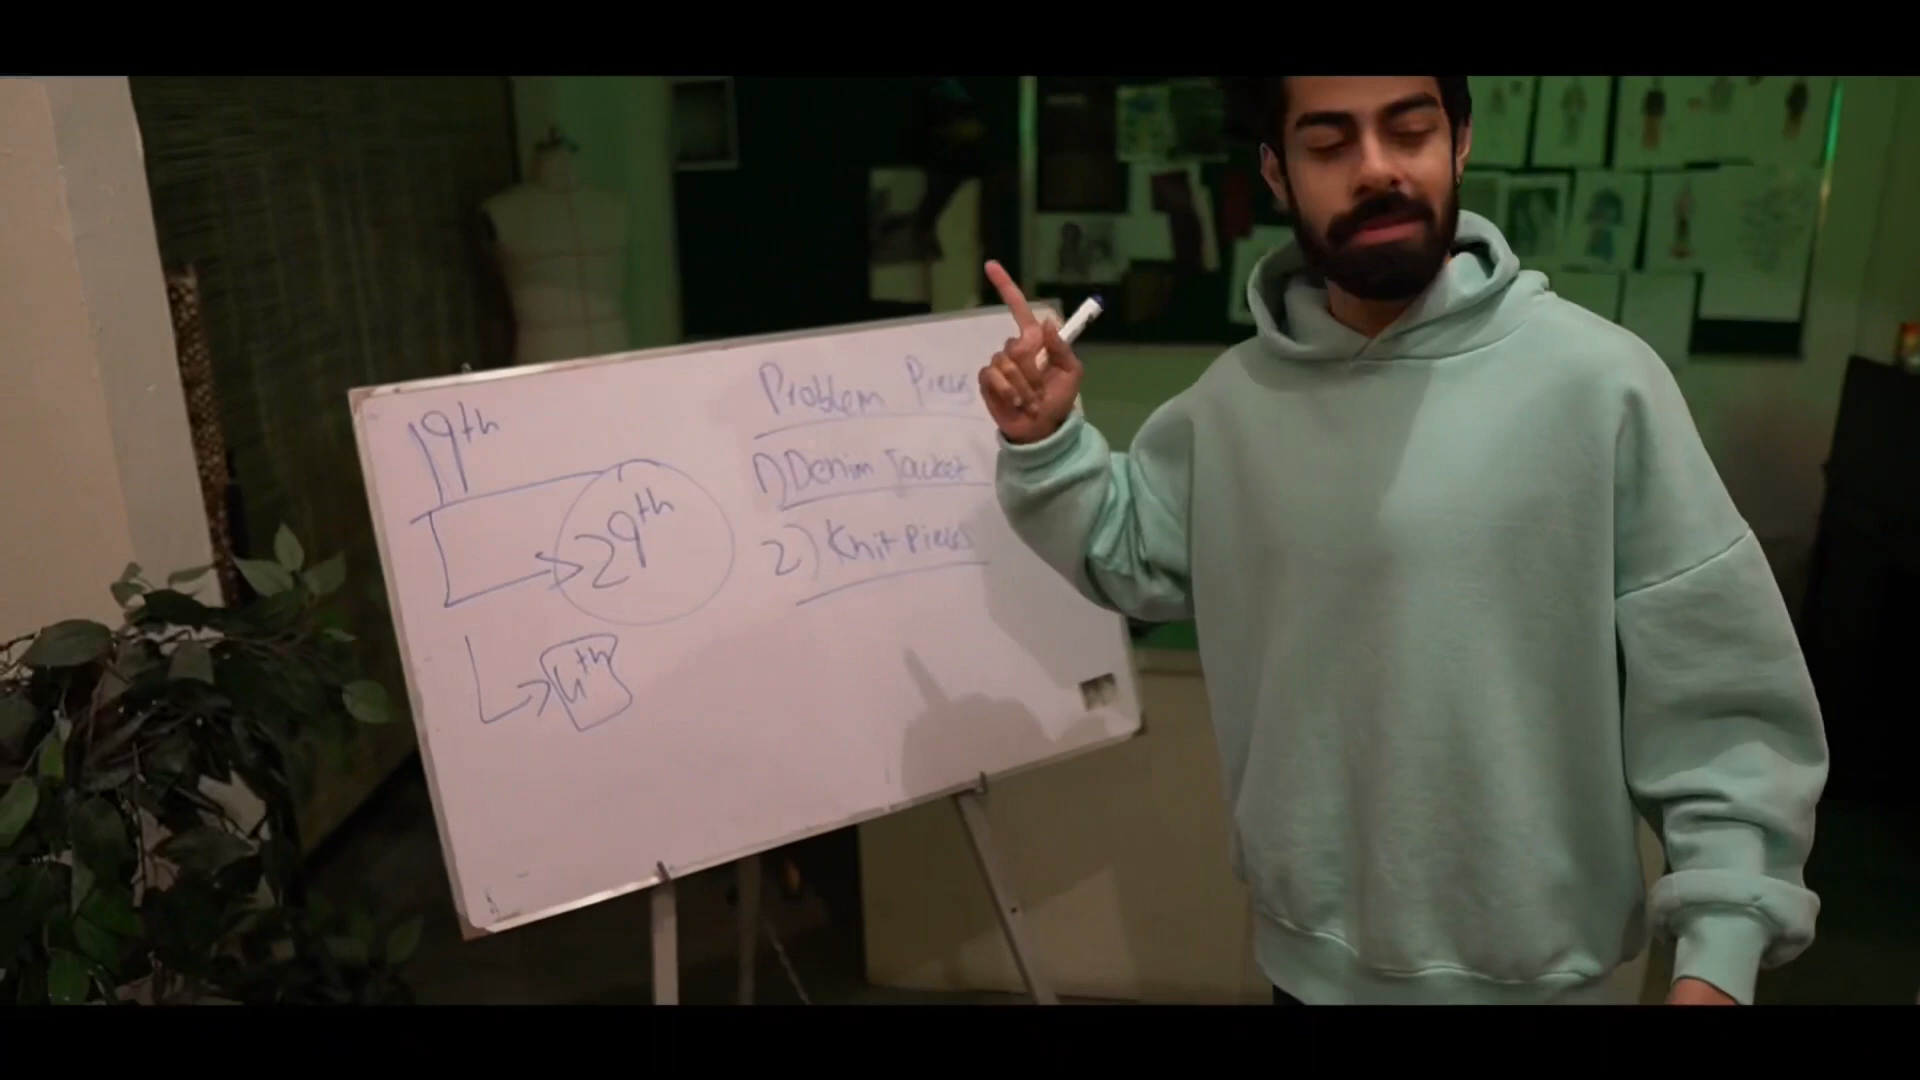 19th
29th
4th
Problem Pieces
1) Denim Jacket
2) Knit Pieces